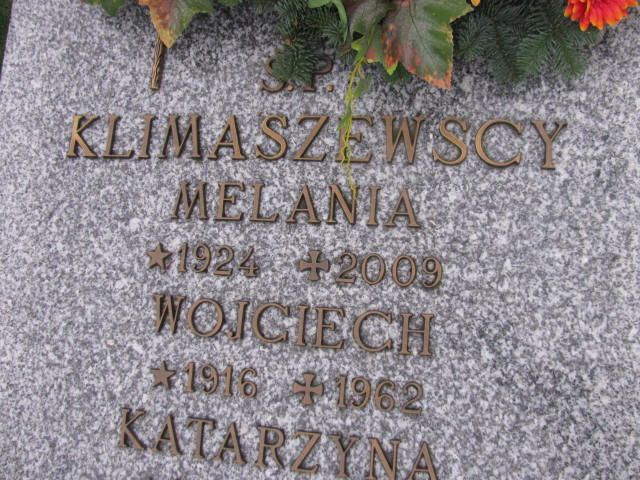 Ś.P.
KLIMASZEWSCY
MELANIA
★1924 ✠2009
WOJCIECH
★1916 ✠1962
KATARZYNA